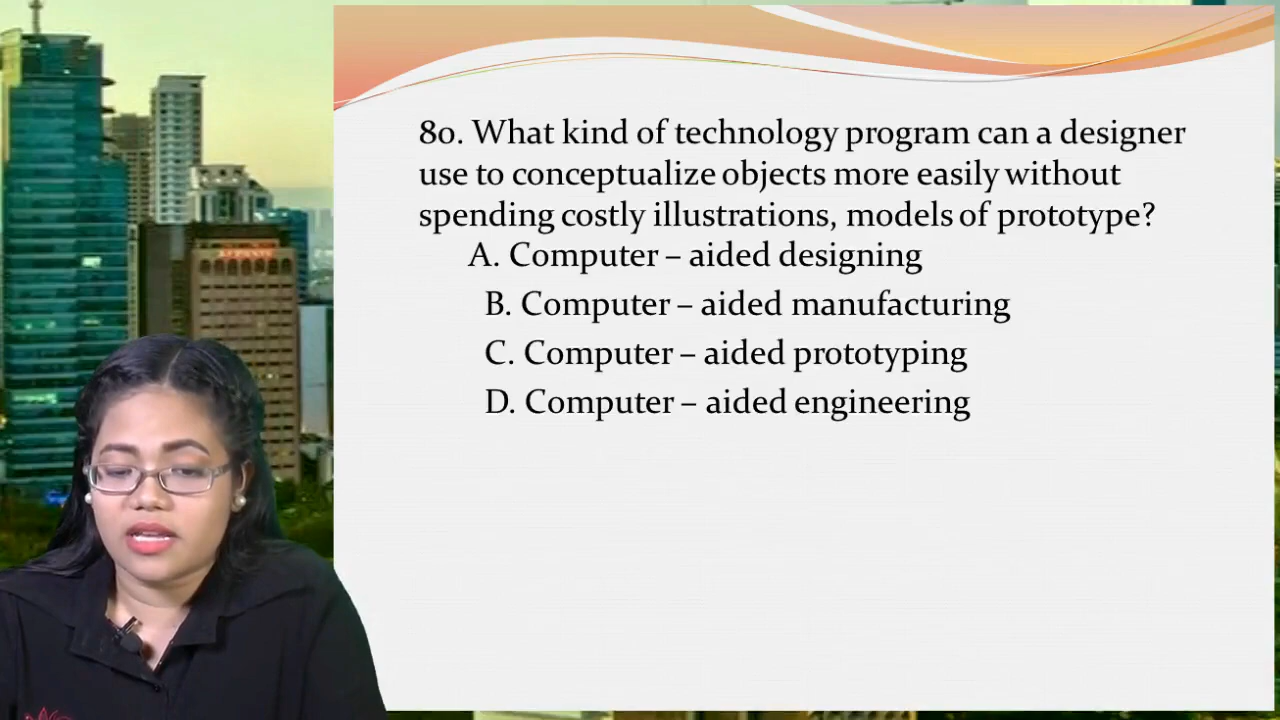 80. What kind of technology program can a designer
use to conceptualize objects more easily without
spending costly illustrations, models of prototype?
A. Computer – aided designing
B. Computer – aided manufacturing
C. Computer – aided prototyping
D. Computer – aided engineering